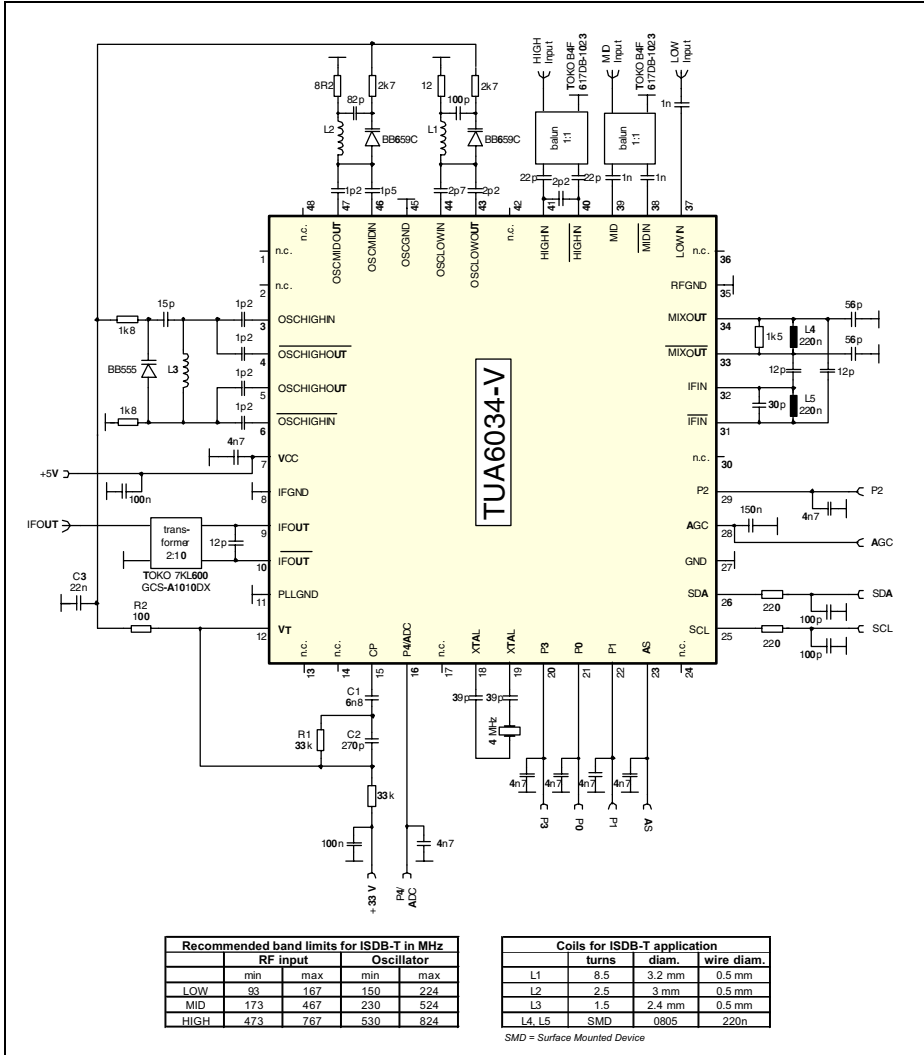 HIGH
Input
TOKO B4F
617DB-1023
MID
Input
TOKO B4F
617DB-1023
LOW
Input
8R2
82p
2k7
12
100p
2k7
L2
BB659C
L1
BB659C
balun
1:1
balun
1:1
1n
1p2
1p5
2p7
2p2
22p
2p2
22p
1n
1n
48
47
46
45
44
43
42
41
40
39
38
37
n.c.
OSCMIDOUT
OSCMIDIN
OSCGND
OSCLOWIN
OSCLOWOUT
n.c.
HIGHIN
HIGHIN
MID
MIDIN
LOWIN
1
n.c.
2
n.c.
3
OSCHIGHIN
4
OSCHIGHOUT
5
OSCHIGHOUT
6
OSCHIGHIN
7
VCC
8
IFGND
9
IFOUT
10
IFOUT
11
PLLGND
12
VT
15p
1p2
1k8
1p2
BB555
L3
1p2
1k8
1p2
4n7
+5V
100n
IFOUT
trans-
former
2:10
12p
TOKO 7KL600
GCS-A1010DX
C3
22n
R2
100
TUA6034-V
n.c.
36
RFGND
35
MIXOUT
34
MIXOUT
33
IFIN
32
IFIN
31
n.c.
30
P2
29
AGC
28
GND
27
SDA
26
SCL
25
56p
1k5
L4
220n
56p
12p
12p
30p
L5
220n
P2
150n
4n7
AGC
220
SDA
100p
220
SCL
100p
n.c.
n.c.
CP
P4/ADC
n.c.
XTAL
XTAL
P3
P0
P1
AS
n.c.
13
14
15
16
17
18
19
20
21
22
23
24
C1
6n8
R1
33k
C2
270p
33k
100n
4n7
39p
39p
4 MHz
4n7
4n7
4n7
4n7
P3
P0
P1
AS
+33 V
P4/
ADC
Recommended band limits for ISDB-T in MHz
RF input Oscillator
min max min max
LOW 93 167 150 224
MID 173 467 230 524
HIGH 473 767 530 824
Coils for ISDB-T application
turns diam. wire diam.
L1 8.5 3.2 mm 0.5 mm
L2 2.5 3 mm 0.5 mm
L3 1.5 2.4 mm 0.5 mm
L4, L5 SMD 0805 220n
SMD = Surface Mounted Device